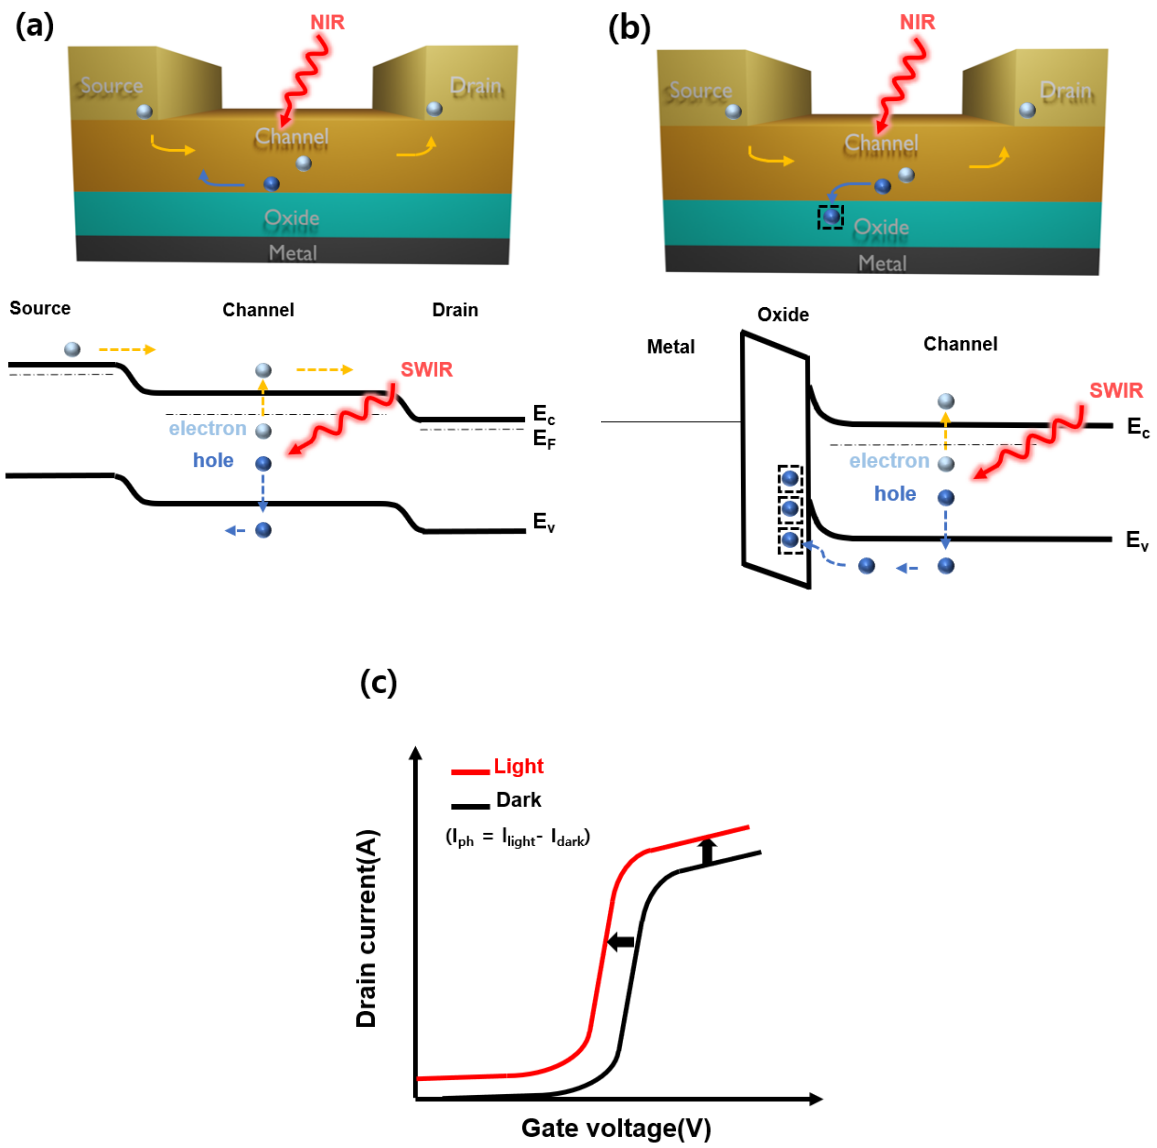 (a)
NIR
Source
Drain
Channel
Oxide
Metal
Source
Channel
Drain
SWIR
electron
hole
Ec
EF
Ev
(b)
NIR
Source
Drain
Channel
Oxide
Metal
Oxide
Metal
Channel
SWIR
electron
hole
Ec
Ev
(c)
Light
Dark
(Iph = Ilight- Idark)
Drain current(A)
Gate voltage(V)